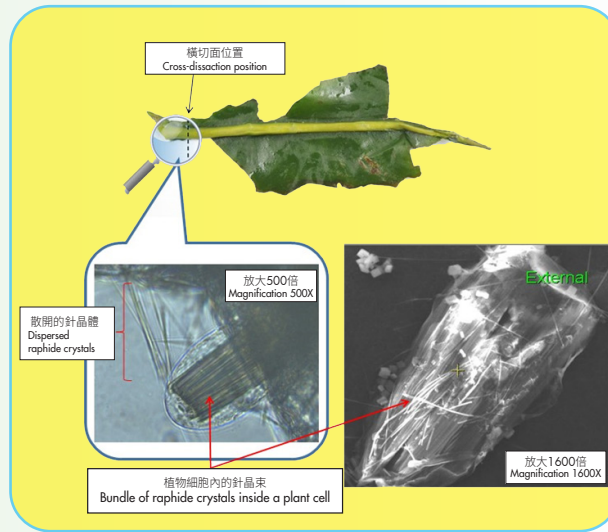 橫切面位置
Cross-dissaction position
放大500倍
Magnification 500X
External
散開的針晶體
Dispersed
raphide crystals
放大1600倍
Magnification 1600X
植物細胞內的針晶束
Bundle of raphide crystals inside a plant cell